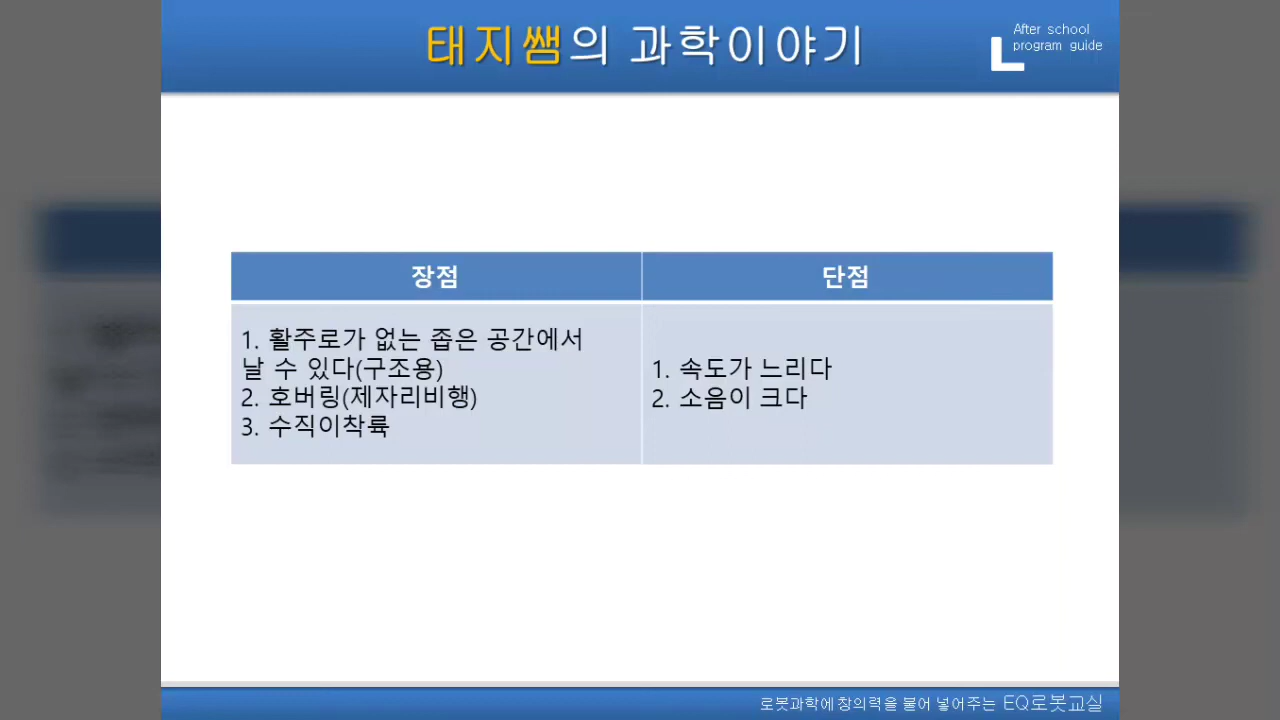 태지쌤의 과학이야기
After school
program guide
장점
단점
1. 활주로가 없는 좁은 공간에서
날 수 있다(구조용)
2. 호버링(제자리비행)
3. 수직이착륙
1. 속도가 느리다
2. 소음이 크다
로봇과학에 창의력을 불어 넣어주는 EQ로봇교실